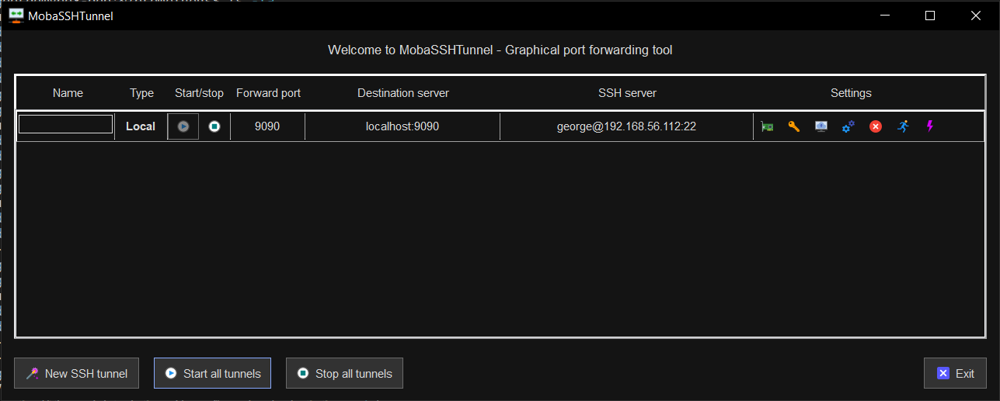 MobaSSHTunnel
Welcome to MobaSSHTunnel - Graphical port forwarding tool
Name Type Start/stop Forward port Destination server SSH server Settings
Local 9090 localhost:9090 george@192.168.56.112:22
New SSH tunnel Start all tunnels Stop all tunnels Exit